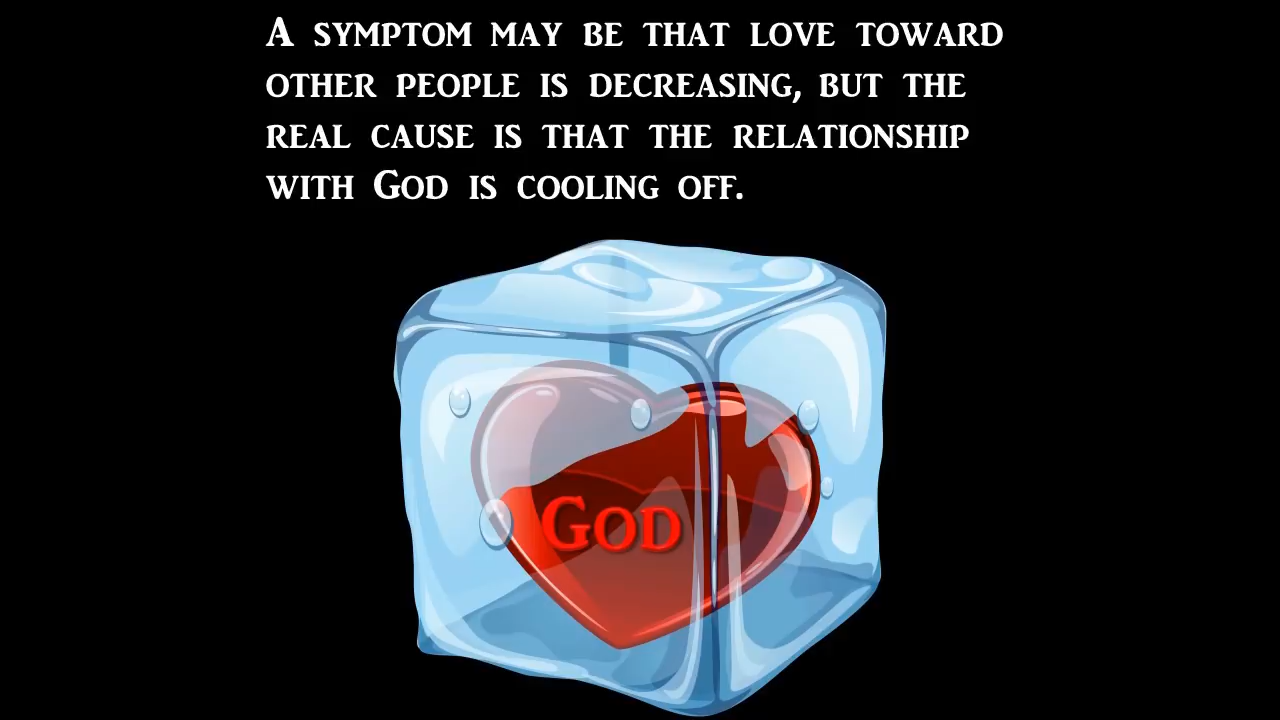 A symptom may be that love toward
other people is decreasing, but the
real cause is that the relationship
with God is cooling off.
God